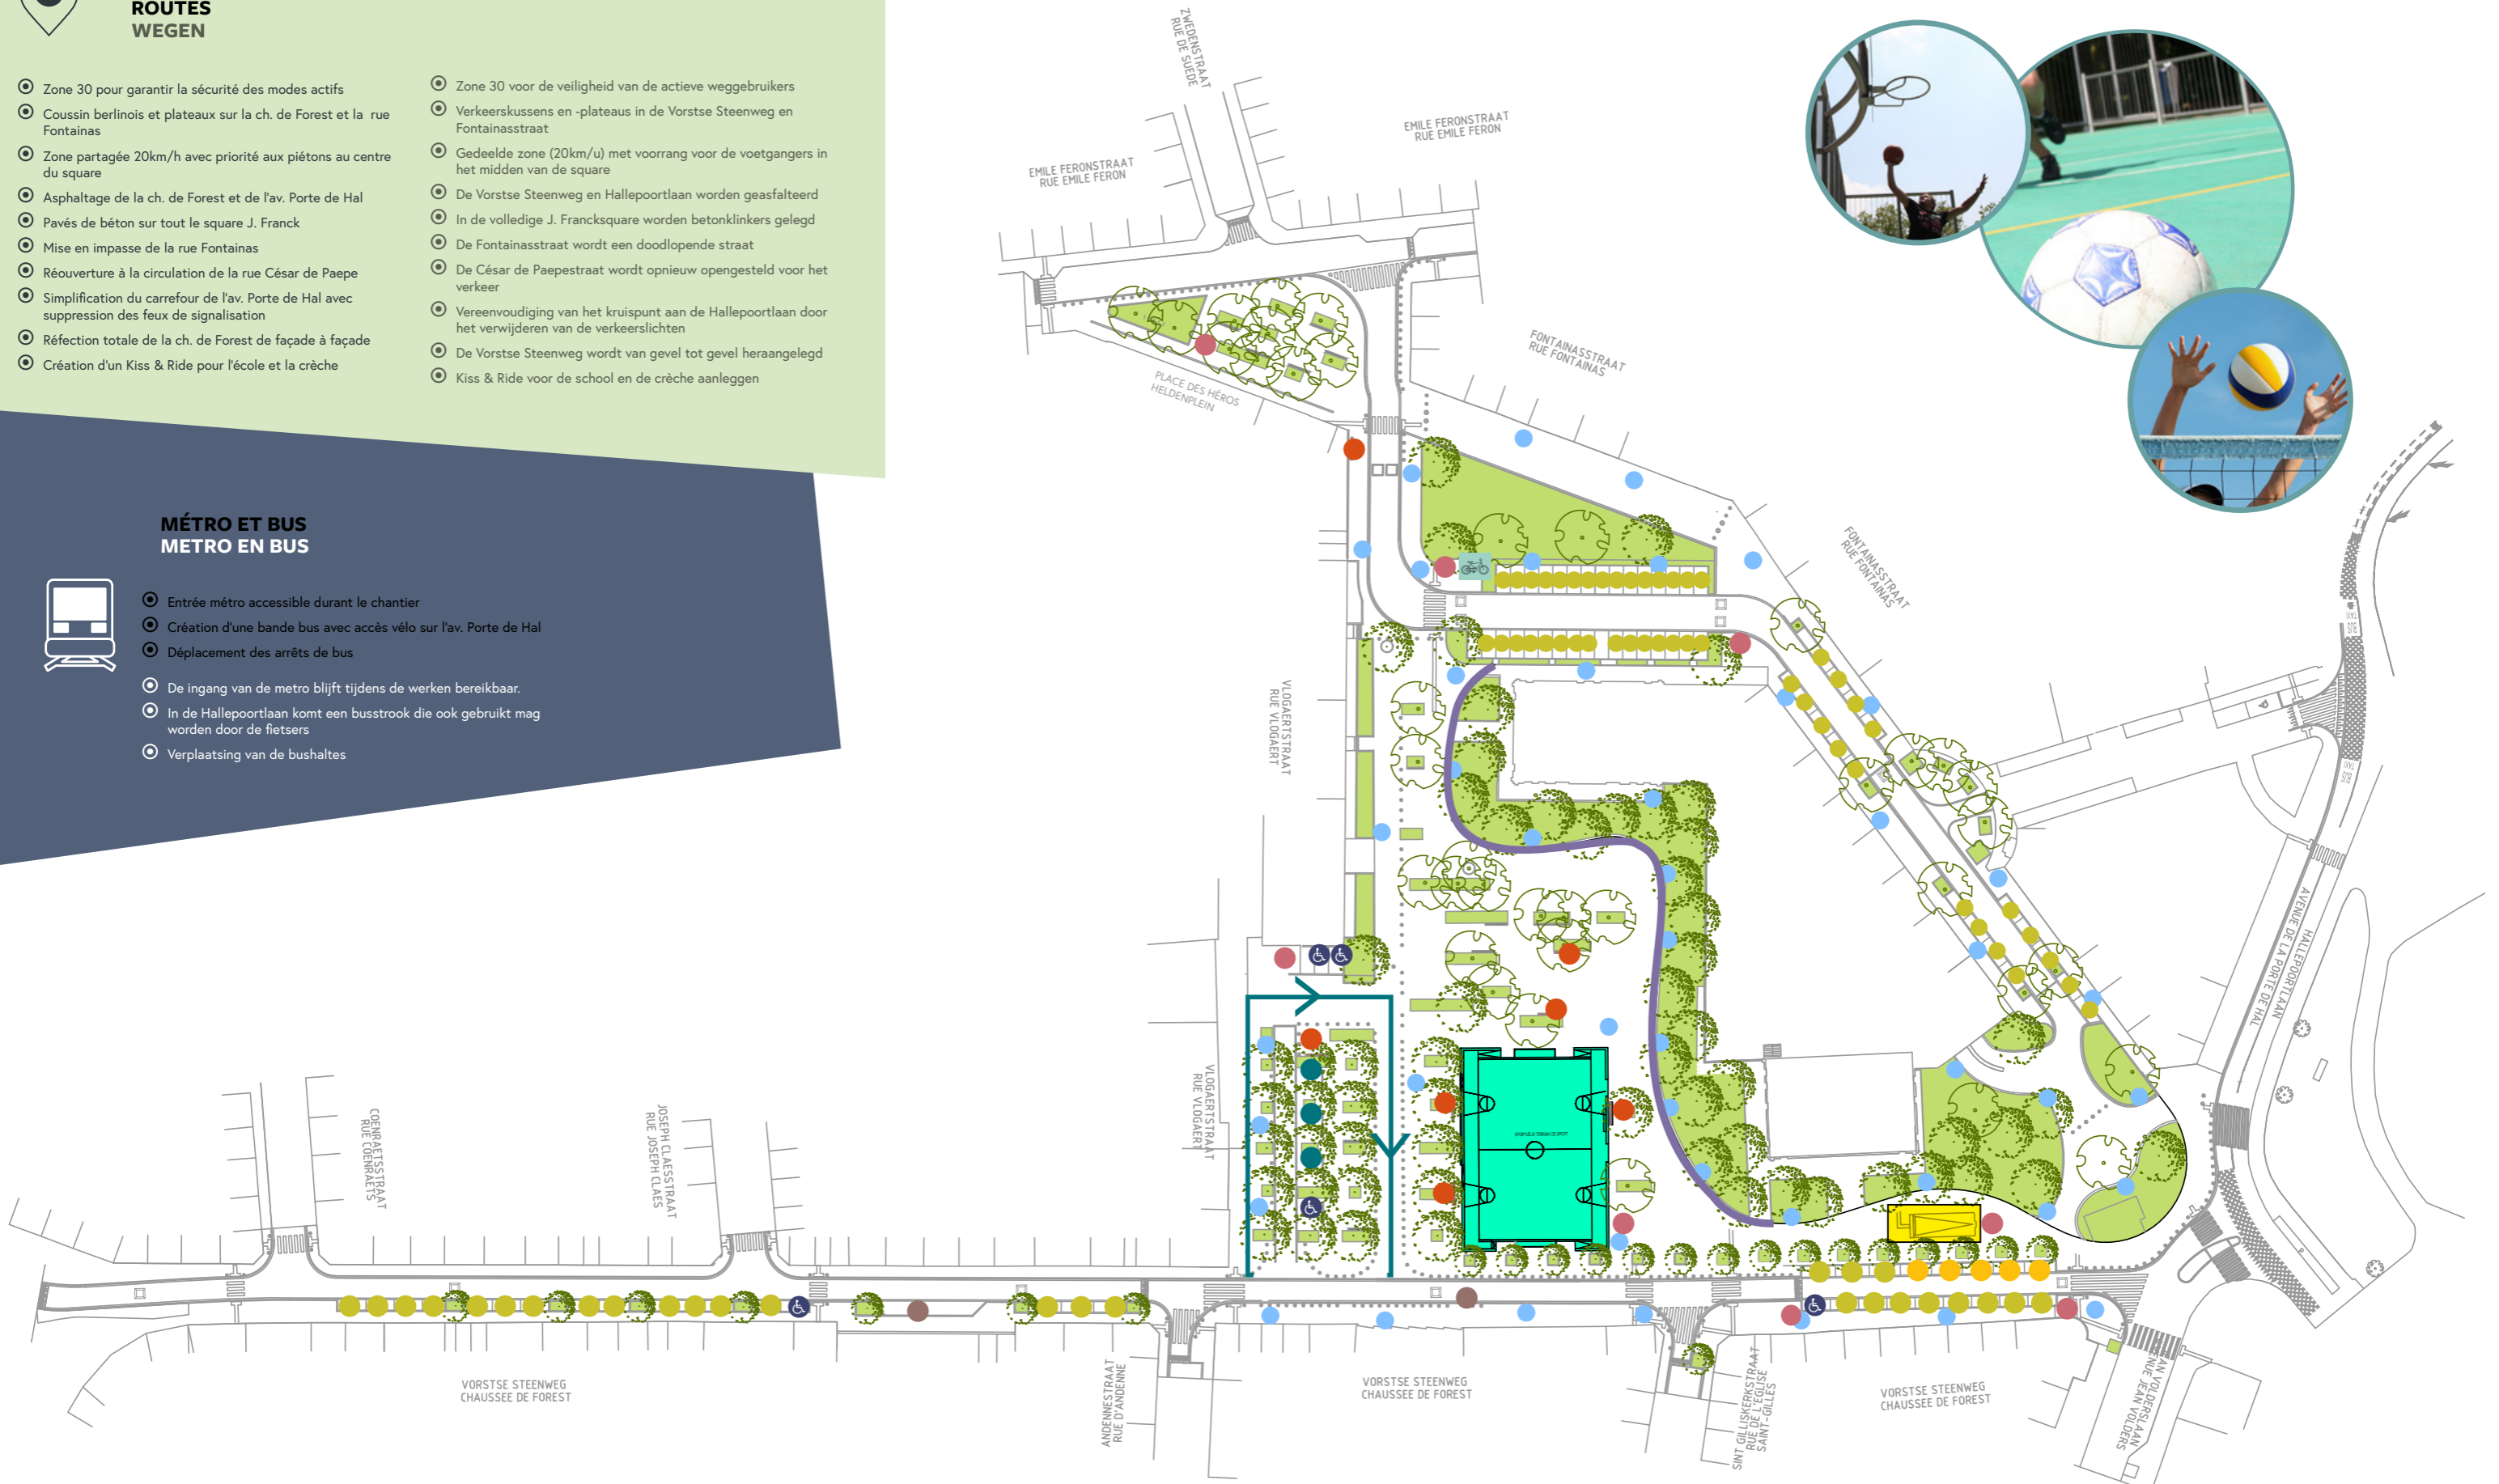 ROUTES
WEGEN
Zone 30 pour garantir la sécurité des modes actifs
Coussin berlinois et plateaux sur la ch. de Forest et la rue
Fontainas
Zone partagée 20km/h avec priorité aux piétons au centre
du square
Asphaltage de la ch. de Forest et de l'av. Porte de Hal
Pavés de béton sur tout le square J. Franck
Mise en impasse de la rue Fontainas
Réouverture à la circulation de la rue César de Paepe
Simplification du carrefour de l'av. Porte de Hal avec
suppression des feux de signalisation
Réfection totale de la ch. de Forest de façade à façade
Création d'un Kiss & Ride pour l'école et la crèche
Zone 30 voor de veiligheid van de actieve weggebruikers
Verkeerskussens en -plateaus in de Vorstse Steenweg en
Fontainasstraat
Gedeelde zone (20km/u) met voorrang voor de voetgangers in
het midden van de square
De Vorstse Steenweg en Hallepoortlaan worden geasfalteerd
In de volledige J. Francksquare worden betonklinkers gelegd
De Fontainasstraat wordt een doodlopende straat
De César de Paepestraat wordt opnieuw opengesteld voor het
verkeer
Vereenvoudiging van het kruispunt aan de Hallepoortlaan door
het verwijderen van de verkeerslichten
De Vorstse Steenweg wordt van gevel tot gevel heraangelegd
Kiss & Ride voor de school en de crèche aanleggen
MÉTRO ET BUS
METRO EN BUS
Entrée métro accessible durant le chantier
Création d'une bande bus avec accès vélo sur l'av. Porte de Hal
Déplacement des arrêts de bus
De ingang van de metro blijft tijdens de werken bereikbaar.
In de Hallepoortlaan komt een busstrook die ook gebruikt mag
worden door de fietsers
Verplaatsing van de bushaltes
ZWEDENSTRAAT
RUE DE SUEDE
EMILE FERONSTRAAT
RUE EMILE FERON
EMILE FERONSTRAAT
RUE EMILE FERON
PLACE DES HÉROS
HELDENPLEIN
FONTAINASSTRAAT
RUE FONTAINAS
FONTAINASSTRAAT
RUE FONTAINAS
BUS
TAXI
BUS
TAXI
VLOGAERTSTRAAT
RUE VLOGAERT
HALLEPOORTLAAN
AVENUE DE LA PORTE DE HAL
VLOGAERTSTRAAT
RUE VLOGAERT
COENRAETSSTRAAT
RUE COENRAETS
JOSEPH CLAESSTRAAT
RUE JOSEPH CLAES
VORSTSE STEENWEG
CHAUSSEE DE FOREST
ANDENNESTRAAT
RUE D'ANDENNE
VORSTSE STEENWEG
CHAUSSEE DE FOREST
SINT GILLISKERKSTRAAT
RUE DE L'EGLISE
SAINT-GILLES
VORSTSE STEENWEG
CHAUSSEE DE FOREST
JEAN VOLDERSLAAN
AVENUE JEAN VOLDERS